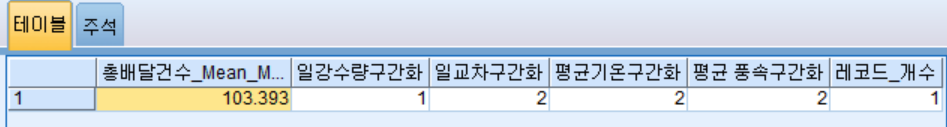 테이블 주석
총배달건수_Mean_M... 일강수량구간화 일교차구간화 평균기온구간화 평균 풍속구간화 레코드_개수
1 103.393 1 2 2 2 1